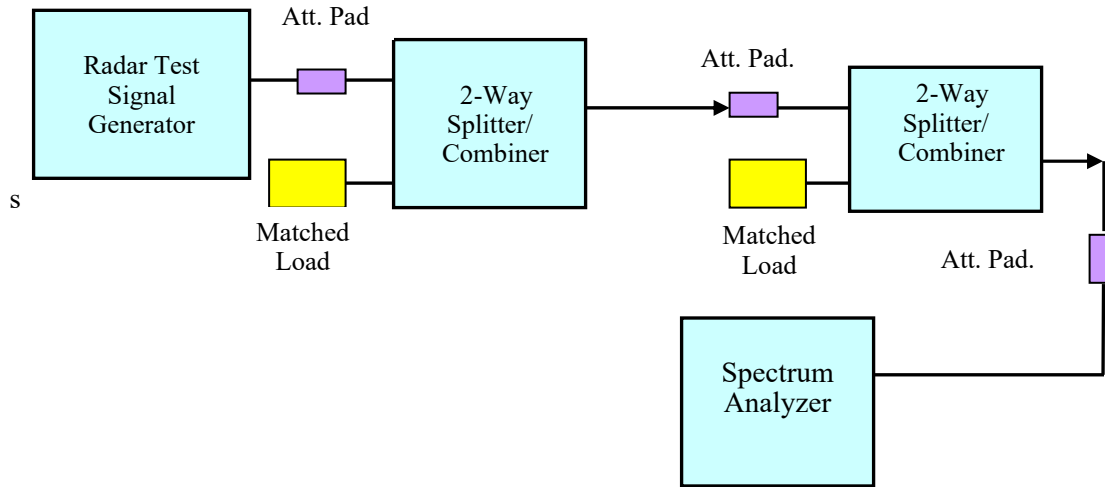 Att. Pad
Radar Test
Signal
Generator
2-Way
Splitter/
Combiner
Att. Pad.
2-Way
Splitter/
Combiner
s
Matched
Load
Matched
Load
Att. Pad.
Spectrum
Analyzer